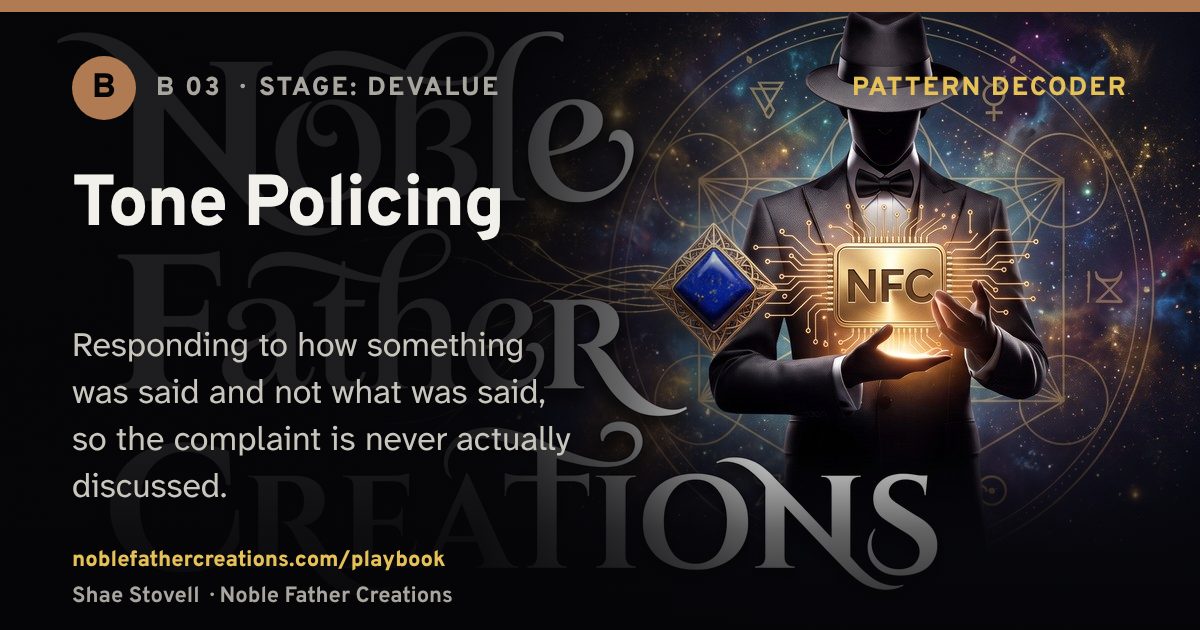 B
B 03 · STAGE: DEVALUE
PATTERN DECODER
Tone Policing
Responding to how something
was said and not what was said,
so the complaint is never actually
discussed.
noblefathercreations.com/playbook
Shae Stovell · Noble Father Creations
Noble
FatheR
CREATIONS
NFC